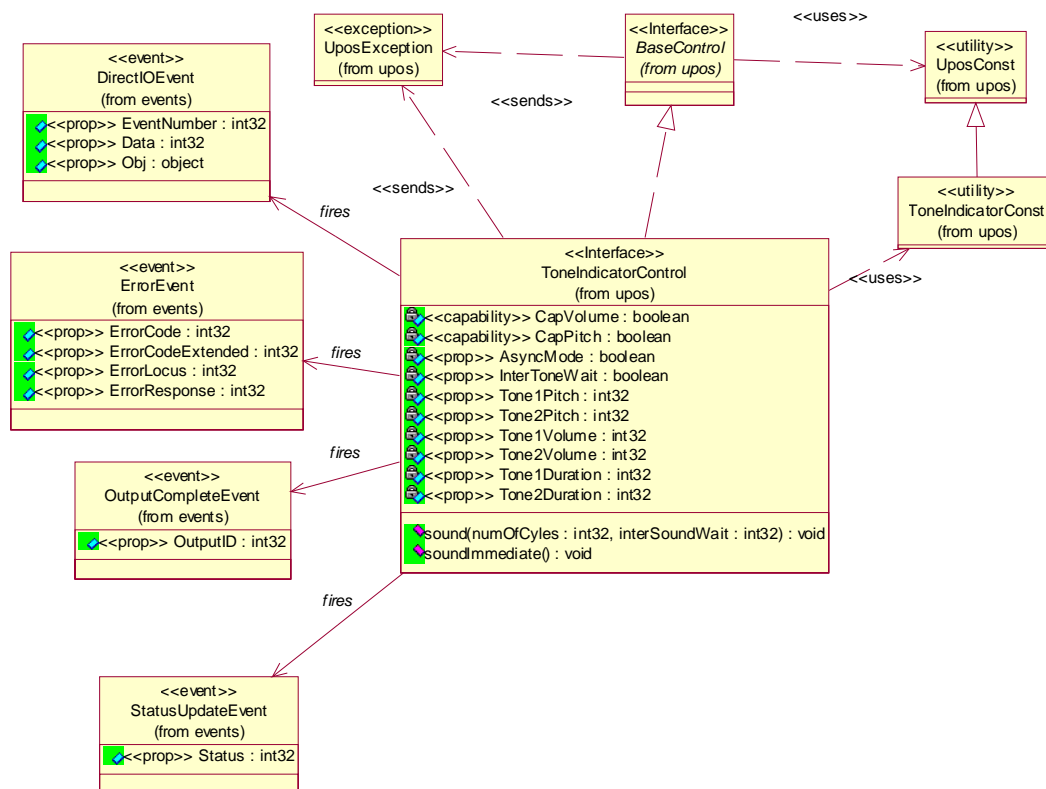 <<exception>>
UposException
(from upos)
<<Interface>>
BaseControl
(from upos)
<<uses>>
<<utility>>
UposConst
(from upos)
<<event>>
DirectIOEvent
(from events)
<<prop>> EventNumber : int32
<<prop>> Data : int32
<<prop>> Obj : object
<<sends>>
<<sends>>
<<utility>>
ToneIndicatorConst
(from upos)
fires
<<event>>
ErrorEvent
(from events)
<<prop>> ErrorCode : int32
<<prop>> ErrorCodeExtended : int32
<<prop>> ErrorLocus : int32
<<prop>> ErrorResponse : int32
fires
<<Interface>>
ToneIndicatorControl
(from upos)
<<capability>> CapVolume : boolean
<<capability>> CapPitch : boolean
<<prop>> AsyncMode : boolean
<<prop>> InterToneWait : boolean
<<prop>> Tone1Pitch : int32
<<prop>> Tone2Pitch : int32
<<prop>> Tone1Volume : int32
<<prop>> Tone2Volume : int32
<<prop>> Tone1Duration : int32
<<prop>> Tone2Duration : int32
sound(numOfCyles : int32, interSoundWait : int32) : void
soundImmediate() : void
<<uses>>
fires
<<event>>
OutputCompleteEvent
(from events)
<<prop>> OutputID : int32
fires
<<event>>
StatusUpdateEvent
(from events)
<<prop>> Status : int32